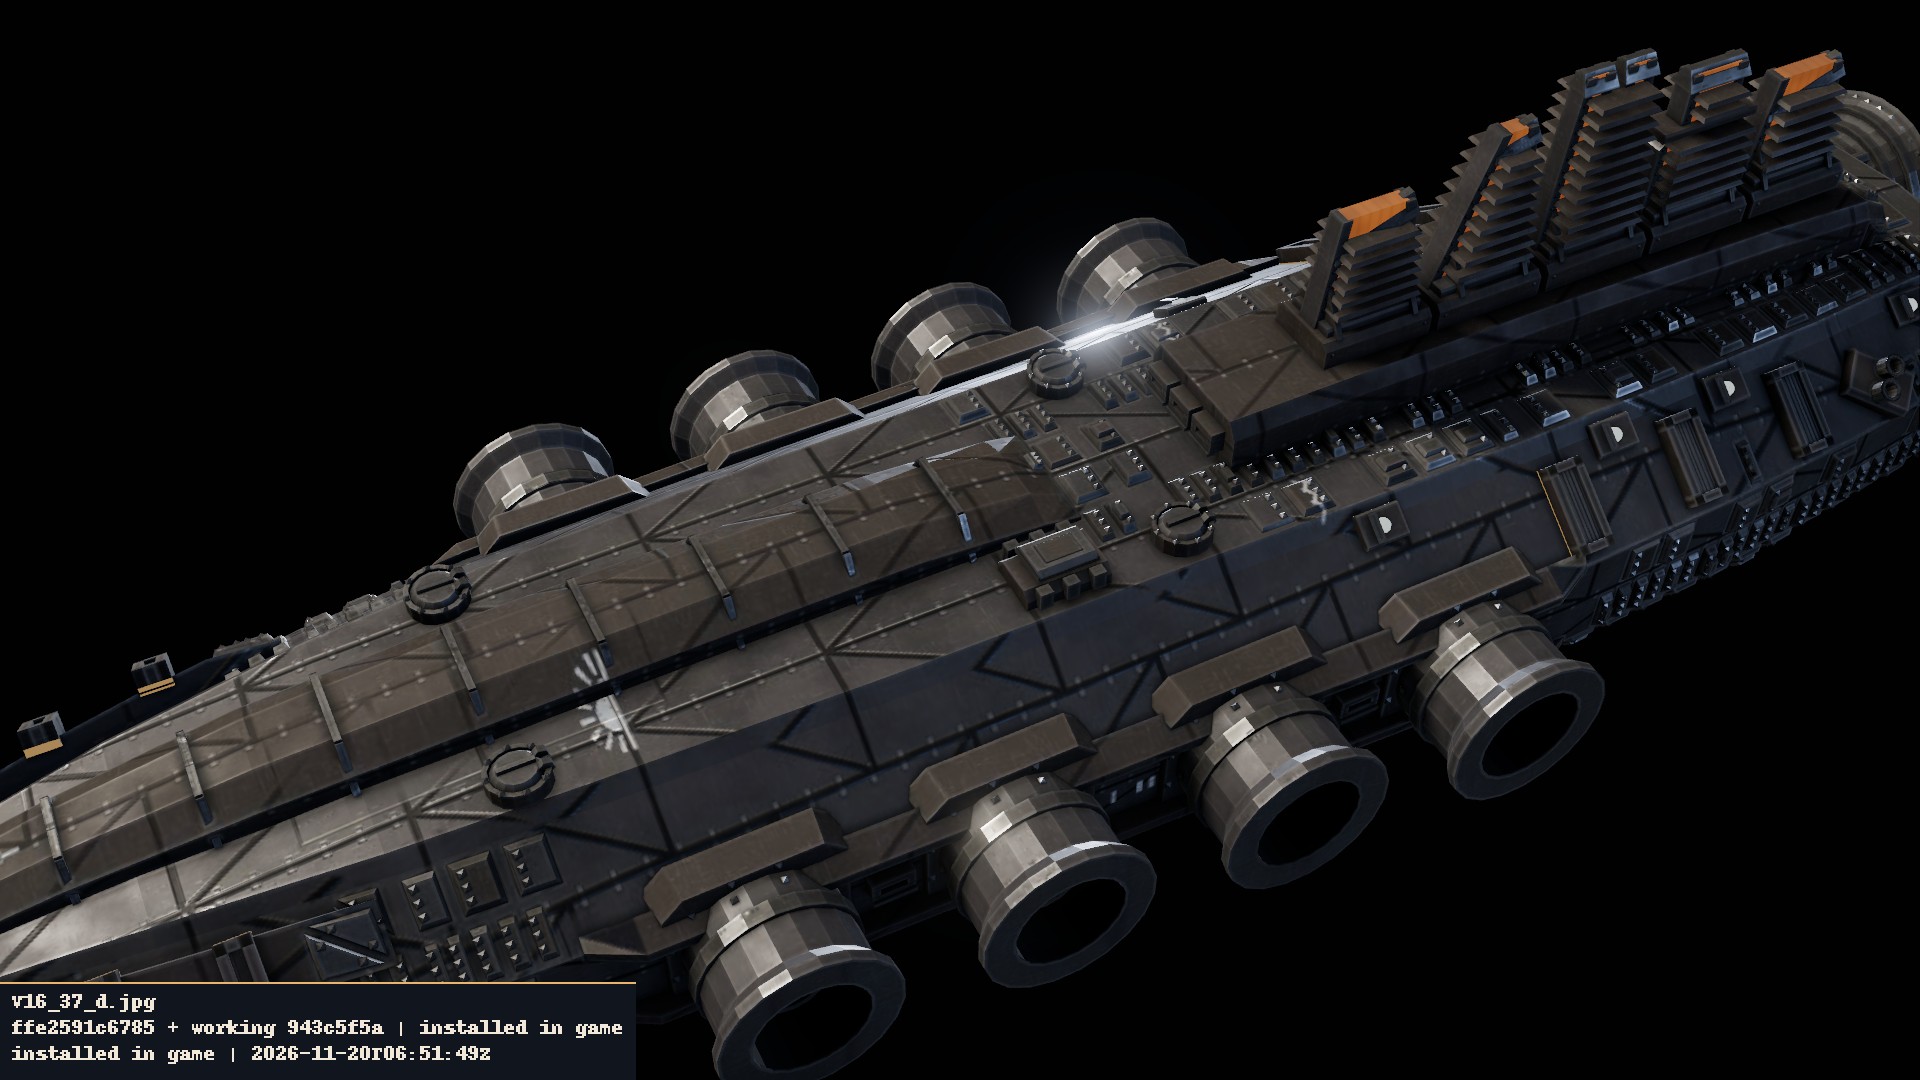 v16_37_d.jpg
ffe2591c6785 + working 943c5f5a | installed in game
installed in game | 2026-11-20T06:51:49Z